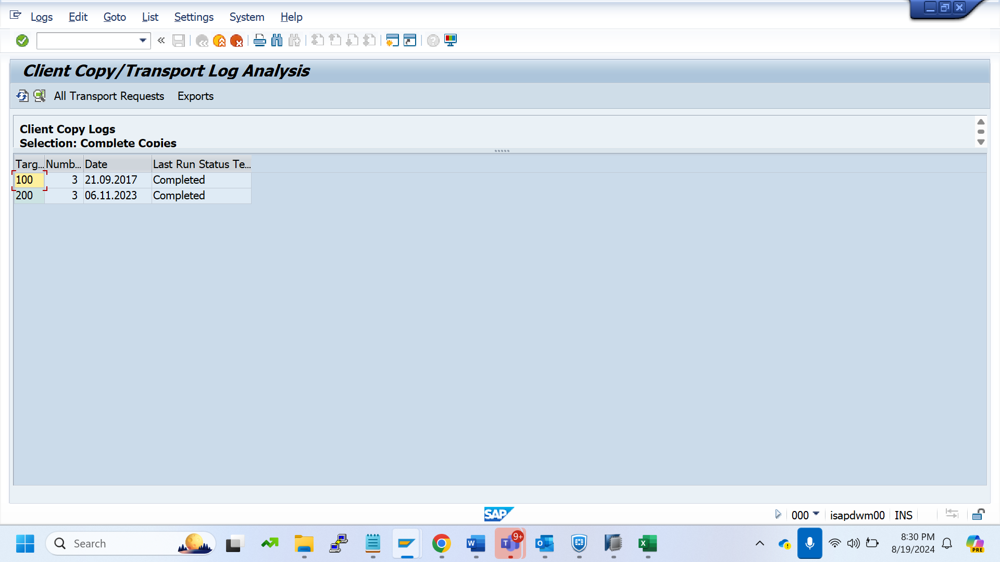 Logs Edit Goto List Settings System Help
Client Copy/Transport Log Analysis
All Transport Requests Exports
Client Copy Logs
Selection: Complete Copies
Targ... Numb... Date Last Run Status Te...
100 3 21.09.2017 Completed
200 3 06.11.2023 Completed
SAP 000 isapdwm00 INS
Search 9+ 8:30 PM
8/19/2024
W T O X PRE